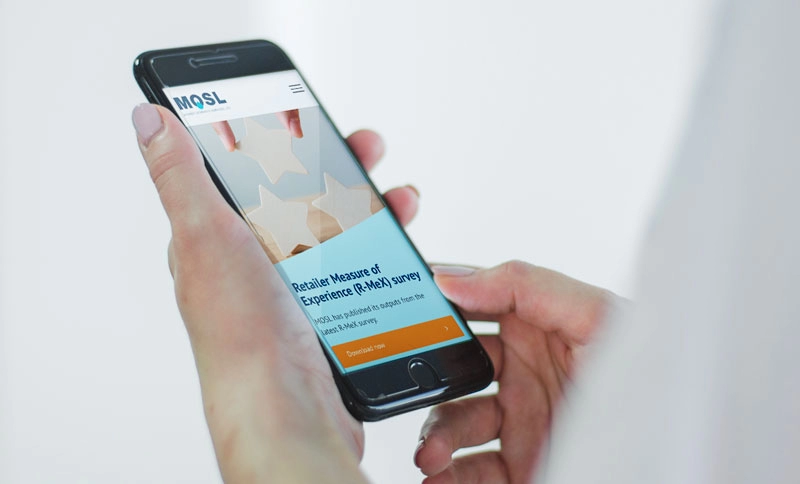 MOSL
Retailer Measure of
Experience (R-MeX) survey
MOSL has published its outputs from the
latest R-MeX survey.
Download now